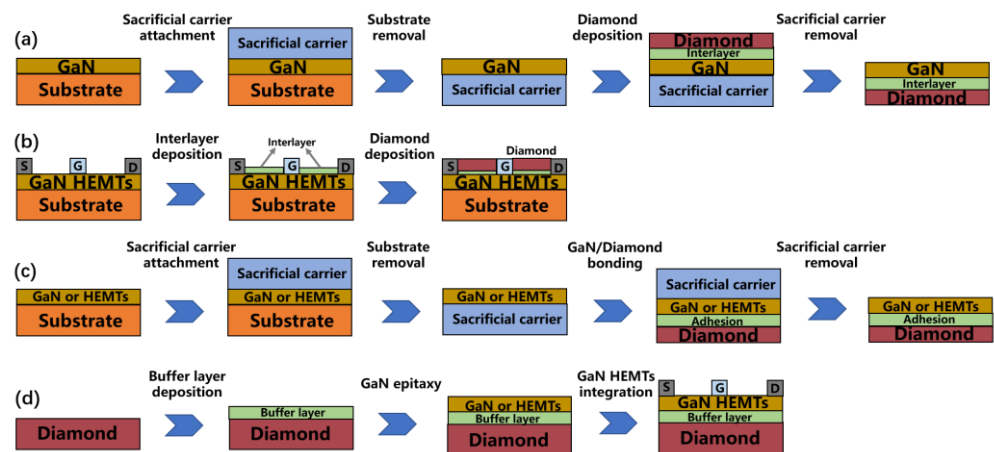 (a)
Sacrificial carrier
attachment
Substrate
removal
Diamond
deposition
Sacrificial carrier
removal
GaN
Substrate
Sacrificial carrier
GaN
Substrate
GaN
Sacrificial carrier
Diamond
Interlayer
GaN
Sacrificial carrier
GaN
Interlayer
Diamond
(b)
Interlayer
deposition
Diamond
deposition
S G D
GaN HEMTs
Substrate
Interlayer
S G D
GaN HEMTs
Substrate
Diamond
S G D
GaN HEMTs
Substrate
(c)
Sacrificial carrier
attachment
Substrate
removal
GaN/Diamond
bonding
Sacrificial carrier
removal
GaN or HEMTs
Substrate
Sacrificial carrier
GaN or HEMTs
Substrate
GaN or HEMTs
Sacrificial carrier
Sacrificial carrier
GaN or HEMTs
Adhesion
Diamond
GaN or HEMTs
Adhesion
Diamond
(d)
Buffer layer
deposition
GaN epitaxy
GaN HEMTs
integration
Diamond
Buffer layer
Diamond
GaN or HEMTs
Buffer layer
Diamond
S G D
GaN HEMTs
Buffer layer
Diamond